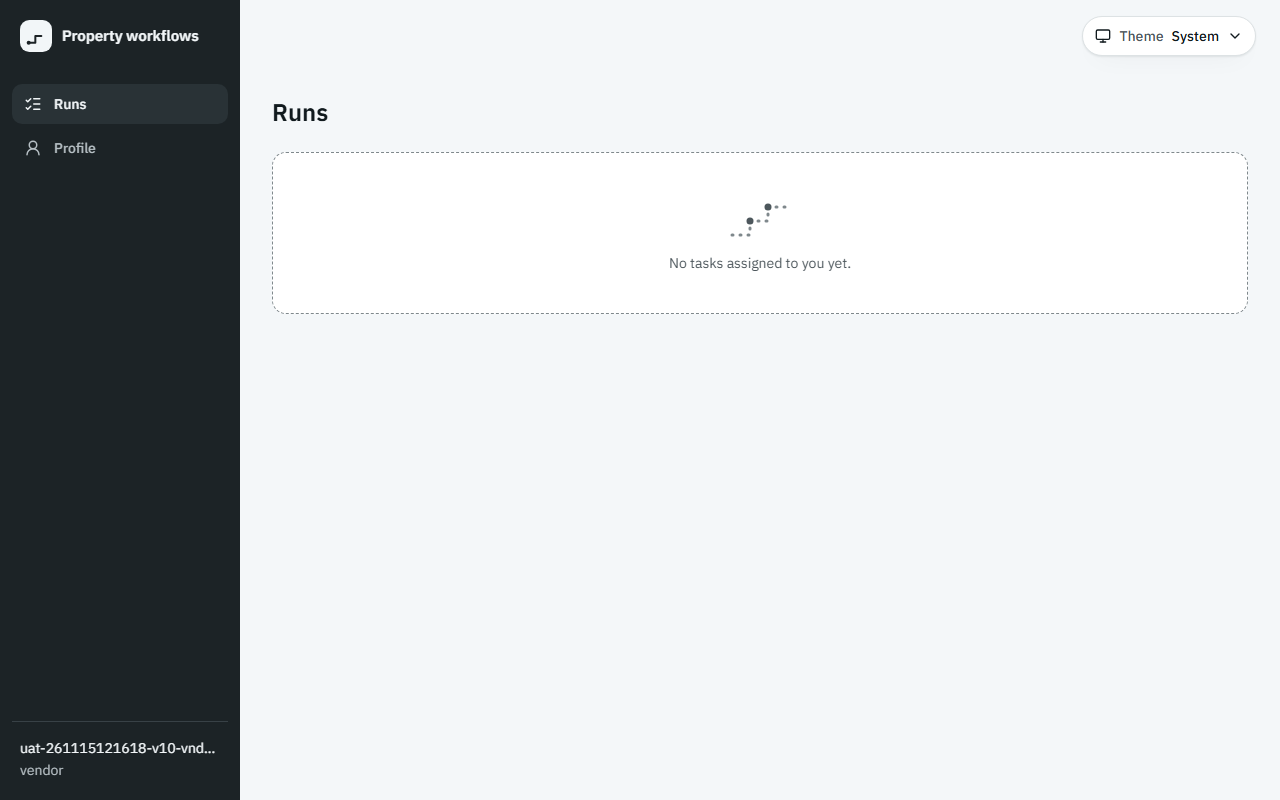 Property workflows
Theme System
Runs
Profile
Runs
No tasks assigned to you yet.
uat-261115121618-v10-vnd...
vendor